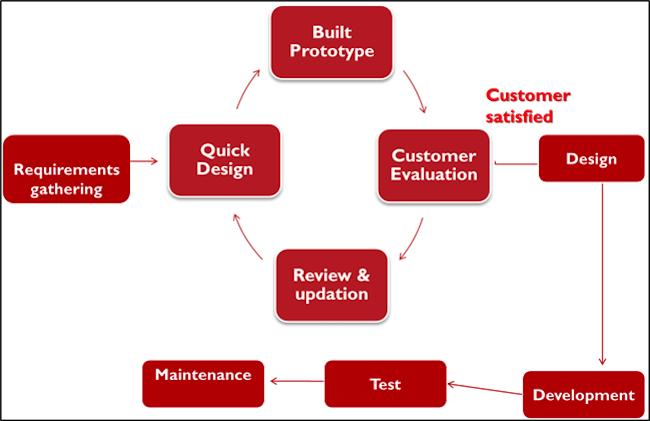 Built
Prototype
Customer
satisfied
Requirements
gathering
Quick
Design
Customer
Evaluation
Design
Review &
updation
Maintenance
Test
Development